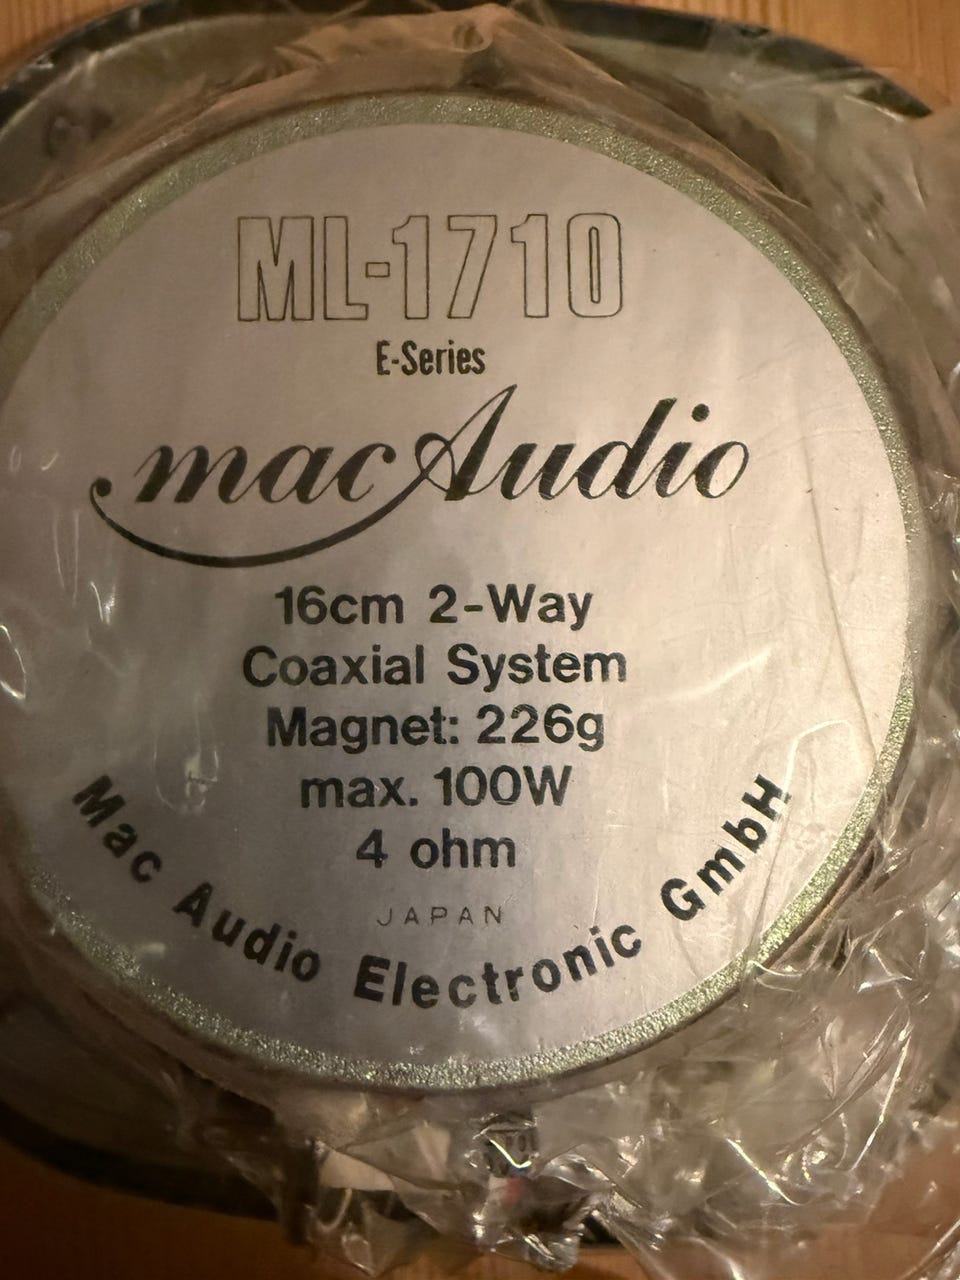 ML-1710
E-Series
mac Audio
16cm 2-Way
Coaxial System
Magnet: 226g
max. 100W
4 ohm
JAPAN
Mac Audio Electronic GmbH